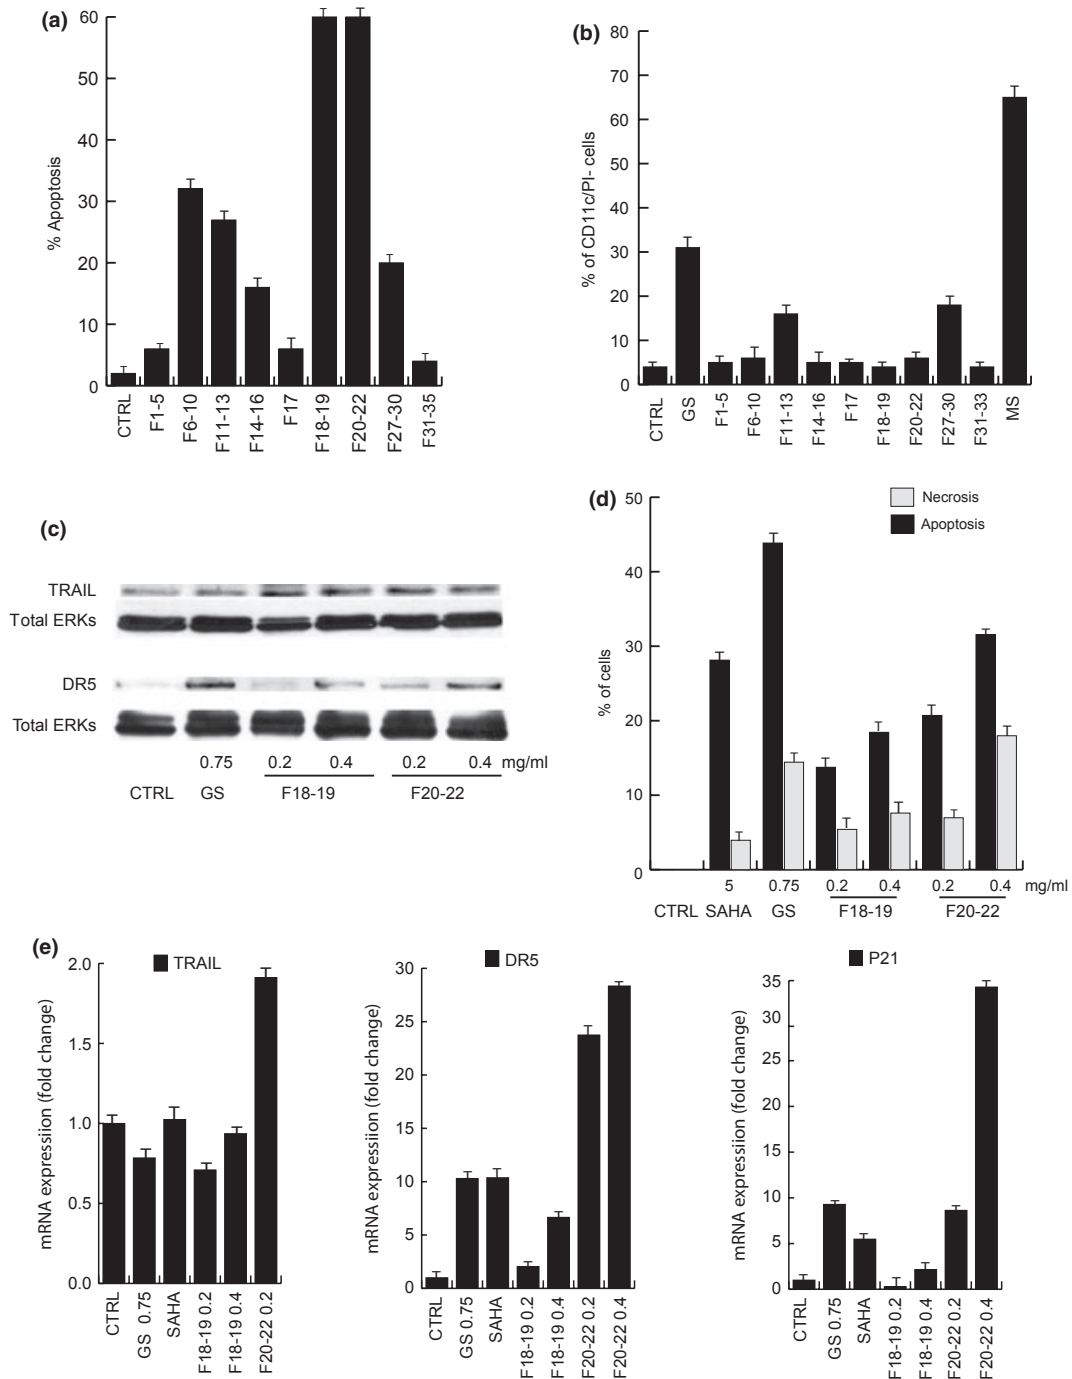 (a)
60
50
40
30
20
10
0
% Apoptosis
CTRL
F1-5
F6-10
F11-13
F14-16
F17
F18-19
F20-22
F27-30
F31-35
(b)
80
70
60
50
40
30
20
10
0
% of CD11c/PI- cells
CTRL
GS
F1-5
F6-10
F11-13
F14-16
F17
F18-19
F20-22
F27-30
F31-33
MS
(c)
TRAIL
Total ERKs
DR5
Total ERKs
0.75 0.2 0.4 0.2 0.4 mg/ml
CTRL GS F18-19 F20-22
(d)
Necrosis
Apoptosis
50
40
30
20
10
0
% of cells
5 0.75 0.2 0.4 0.2 0.4 mg/ml
CTRL SAHA GS F18-19 F20-22
(e)
TRAIL
2.0
1.5
1.0
0.5
0.0
mRNA expressiion (fold change)
CTRL
GS 0.75
SAHA
F18-19 0.2
F18-19 0.4
F20-22 0.2
DR5
30
25
20
15
10
5
0
mRNA expressiion (fold change)
CTRL
GS 0.75
SAHA
F18-19 0.2
F18-19 0.4
F20-22 0.2
F20-22 0.4
P21
35
30
25
20
15
10
5
0
mRNA expressiion (fold change)
CTRL
GS 0.75
SAHA
F18-19 0.2
F18-19 0.4
F20-22 0.2
F20-22 0.4